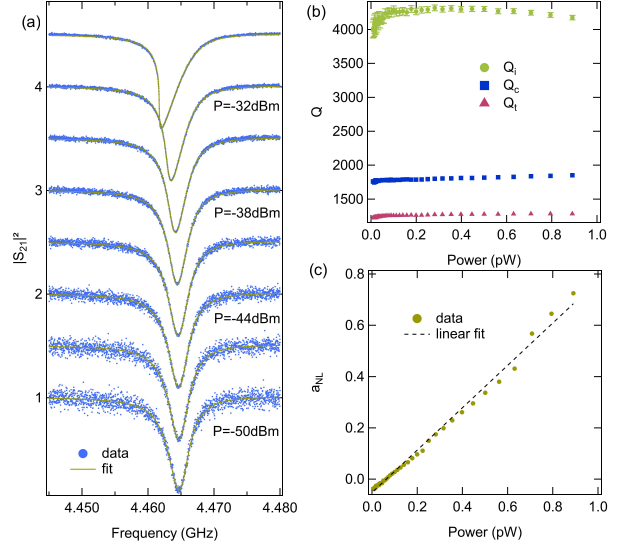 (a)
|S21|²
4
3
2
1
P=-32dBm
P=-38dBm
P=-44dBm
P=-50dBm
data
fit
4.450
4.460
4.470
4.480
Frequency (GHz)
(b)
Q
4000
3500
3000
2500
2000
1500
Qi
Qc
Qt
0.0
0.2
0.4
0.6
0.8
1.0
Power (pW)
(c)
aNL
0.8
0.6
0.4
0.2
0.0
data
linear fit
0.0
0.2
0.4
0.6
0.8
1.0
Power (pW)